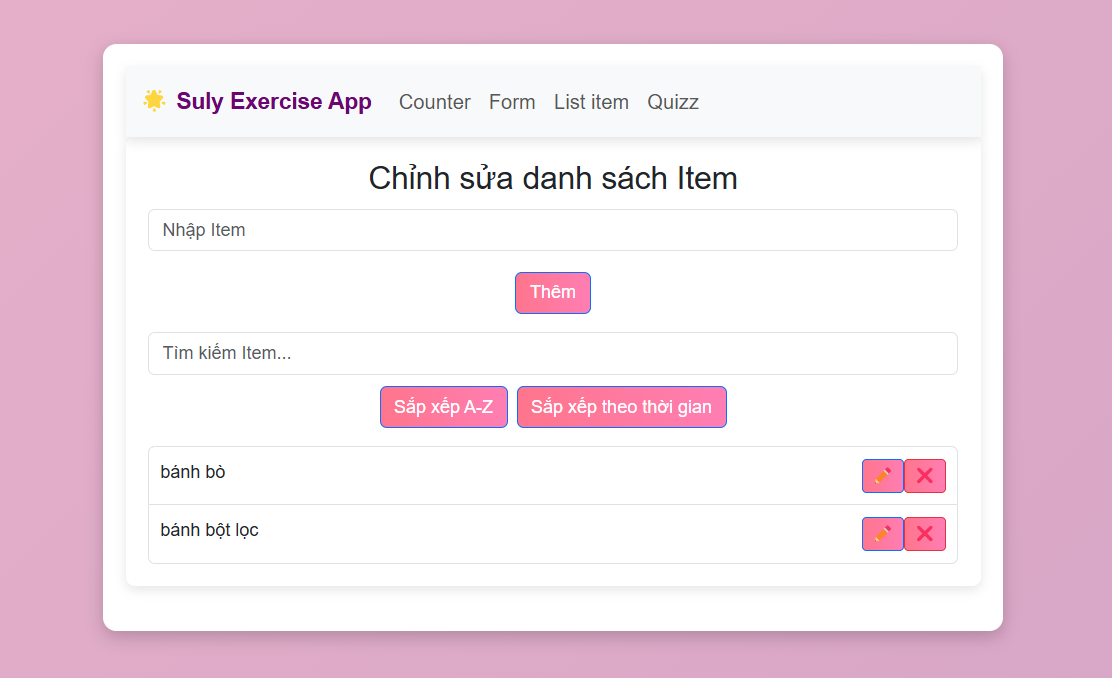 Suly Exercise App Counter Form List item Quizz
Chỉnh sửa danh sách Item
Nhập Item
Thêm
Tìm kiếm Item...
Sắp xếp A-Z Sắp xếp theo thời gian
bánh bò
bánh bột lọc